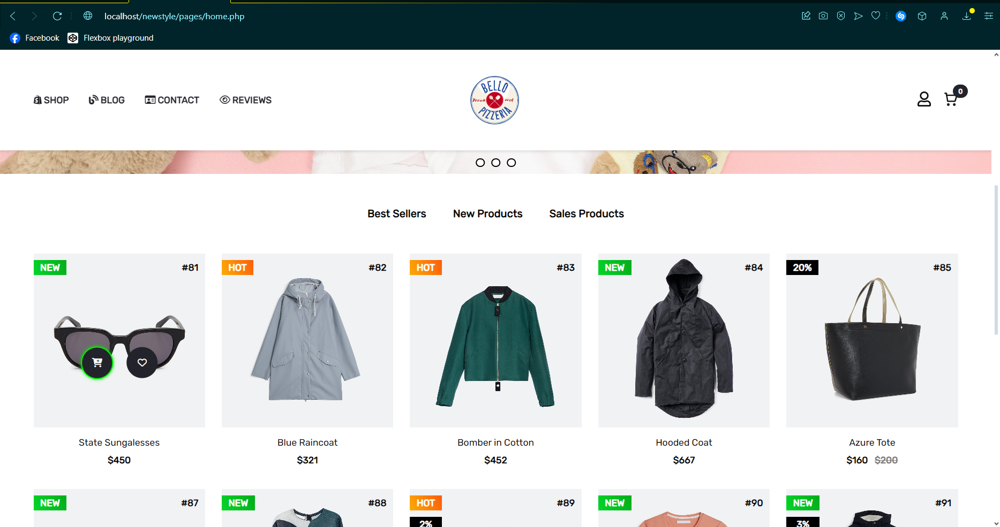 localhost/newstyle/pages/home.php
Facebook Flexbox playground
SHOP BLOG CONTACT REVIEWS
BELLO
Fresh Hot
PIZZERIA
0
Best Sellers New Products Sales Products
NEW #81
HOT #82
HOT #83
NEW #84
20% #85
State Sungalesses
$450
Blue Raincoat
$321
Bomber in Cotton
$452
Hooded Coat
$667
Azure Tote
$160 $200
NEW #87
NEW #88
HOT #89
2%
NEW #90
NEW #91
3%